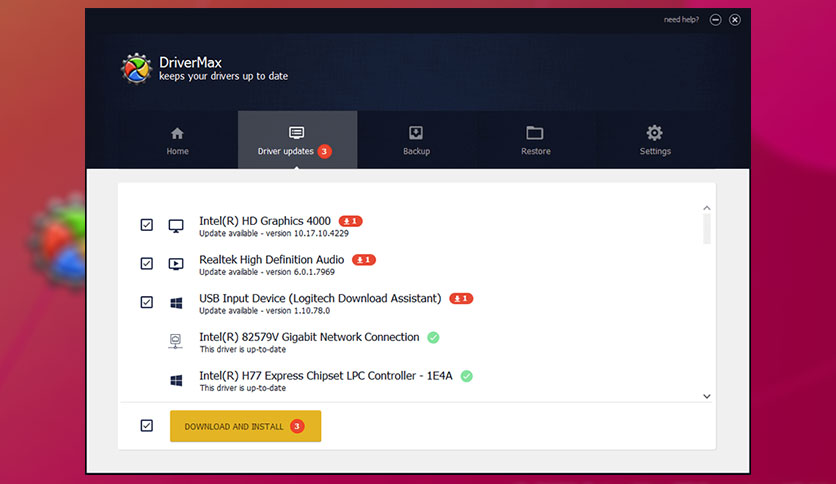 need help?
DriverMax
keeps your drivers up to date
Home
Driver updates 3
Backup
Restore
Settings
Intel(R) HD Graphics 4000 1
Update available - version 10.17.10.4229
Realtek High Definition Audio 1
Update available - version 6.0.1.7969
USB Input Device (Logitech Download Assistant) 1
Update available - version 1.10.78.0
Intel(R) 82579V Gigabit Network Connection
This driver is up-to-date
Intel(R) H77 Express Chipset LPC Controller - 1E4A
This driver is up-to-date
DOWNLOAD AND INSTALL 3